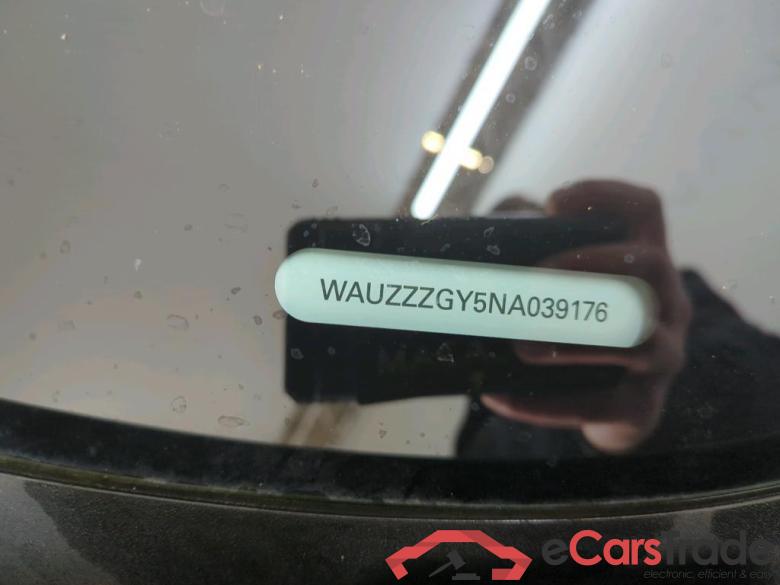 WAUZZZGY5NA039176
eCarstrade
electronic, efficient & easy